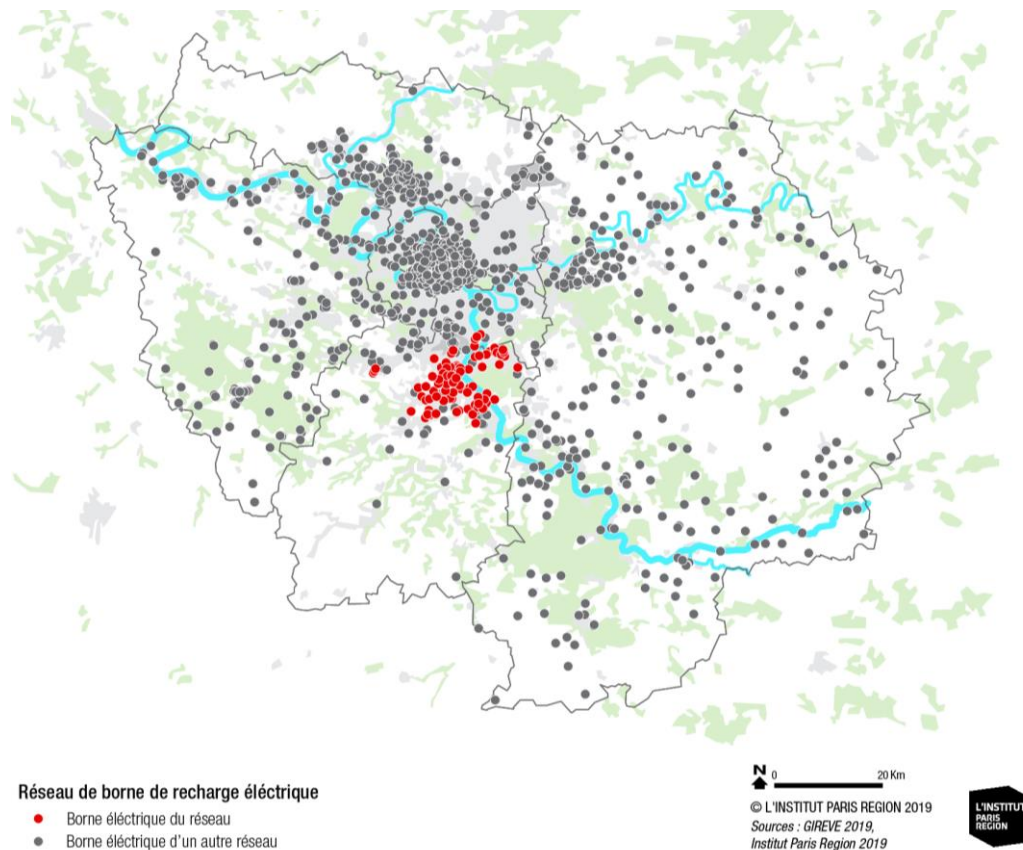 Réseau de borne de recharge éléctrique
Borne éléctrique du réseau
Borne éléctrique d'un autre réseau
N
0 20 Km
© L'INSTITUT PARIS REGION 2019
Sources : GIREVE 2019,
Institut Paris Region 2019
L'INSTITUT
PARIS
REGION